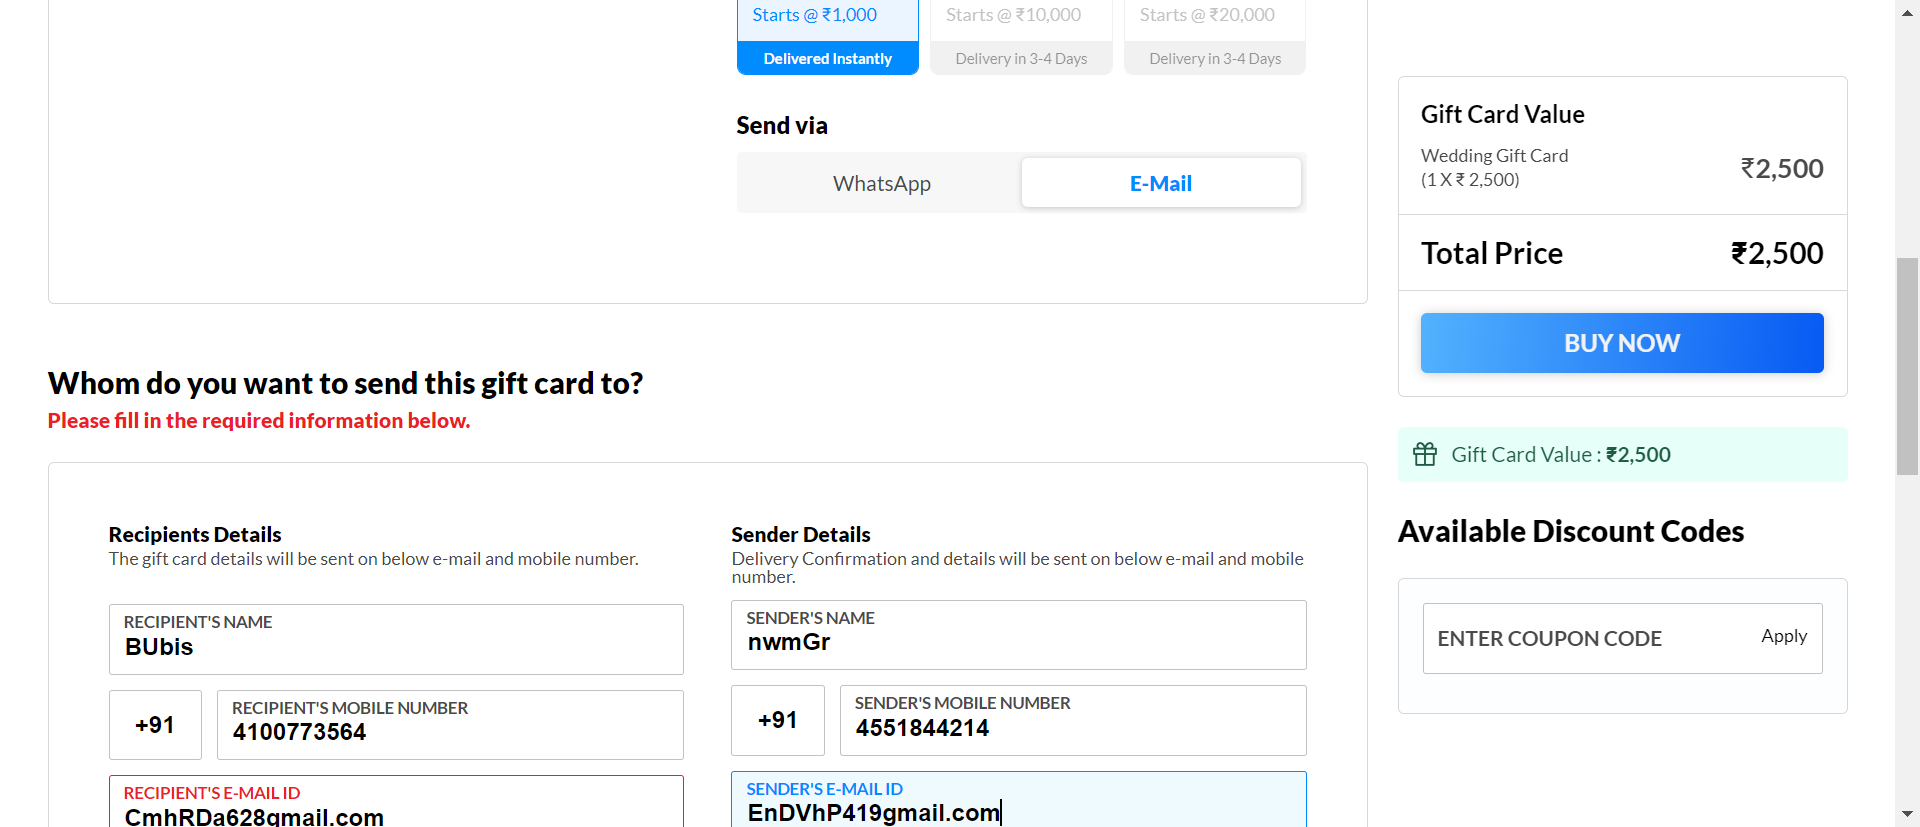 Starts @ ₹1,000
Starts @ ₹10,000
Starts @ ₹20,000
Delivered Instantly
Delivery in 3-4 Days
Delivery in 3-4 Days
Send via
WhatsApp
E-Mail
Whom do you want to send this gift card to?
Please fill in the required information below.
Recipients Details
The gift card details will be sent on below e-mail and mobile number.
RECIPIENT'S NAME
BUbis
+91
RECIPIENT'S MOBILE NUMBER
4100773564
RECIPIENT'S E-MAIL ID
CmhRDa628gmail.com
Sender Details
Delivery Confirmation and details will be sent on below e-mail and mobile
number.
SENDER'S NAME
nwmGr
+91
SENDER'S MOBILE NUMBER
4551844214
SENDER'S E-MAIL ID
EnDVhP419gmail.com
Gift Card Value
Wedding Gift Card
(1 X ₹ 2,500)
₹2,500
Total Price
₹2,500
BUY NOW
Gift Card Value : ₹2,500
Available Discount Codes
ENTER COUPON CODE
Apply